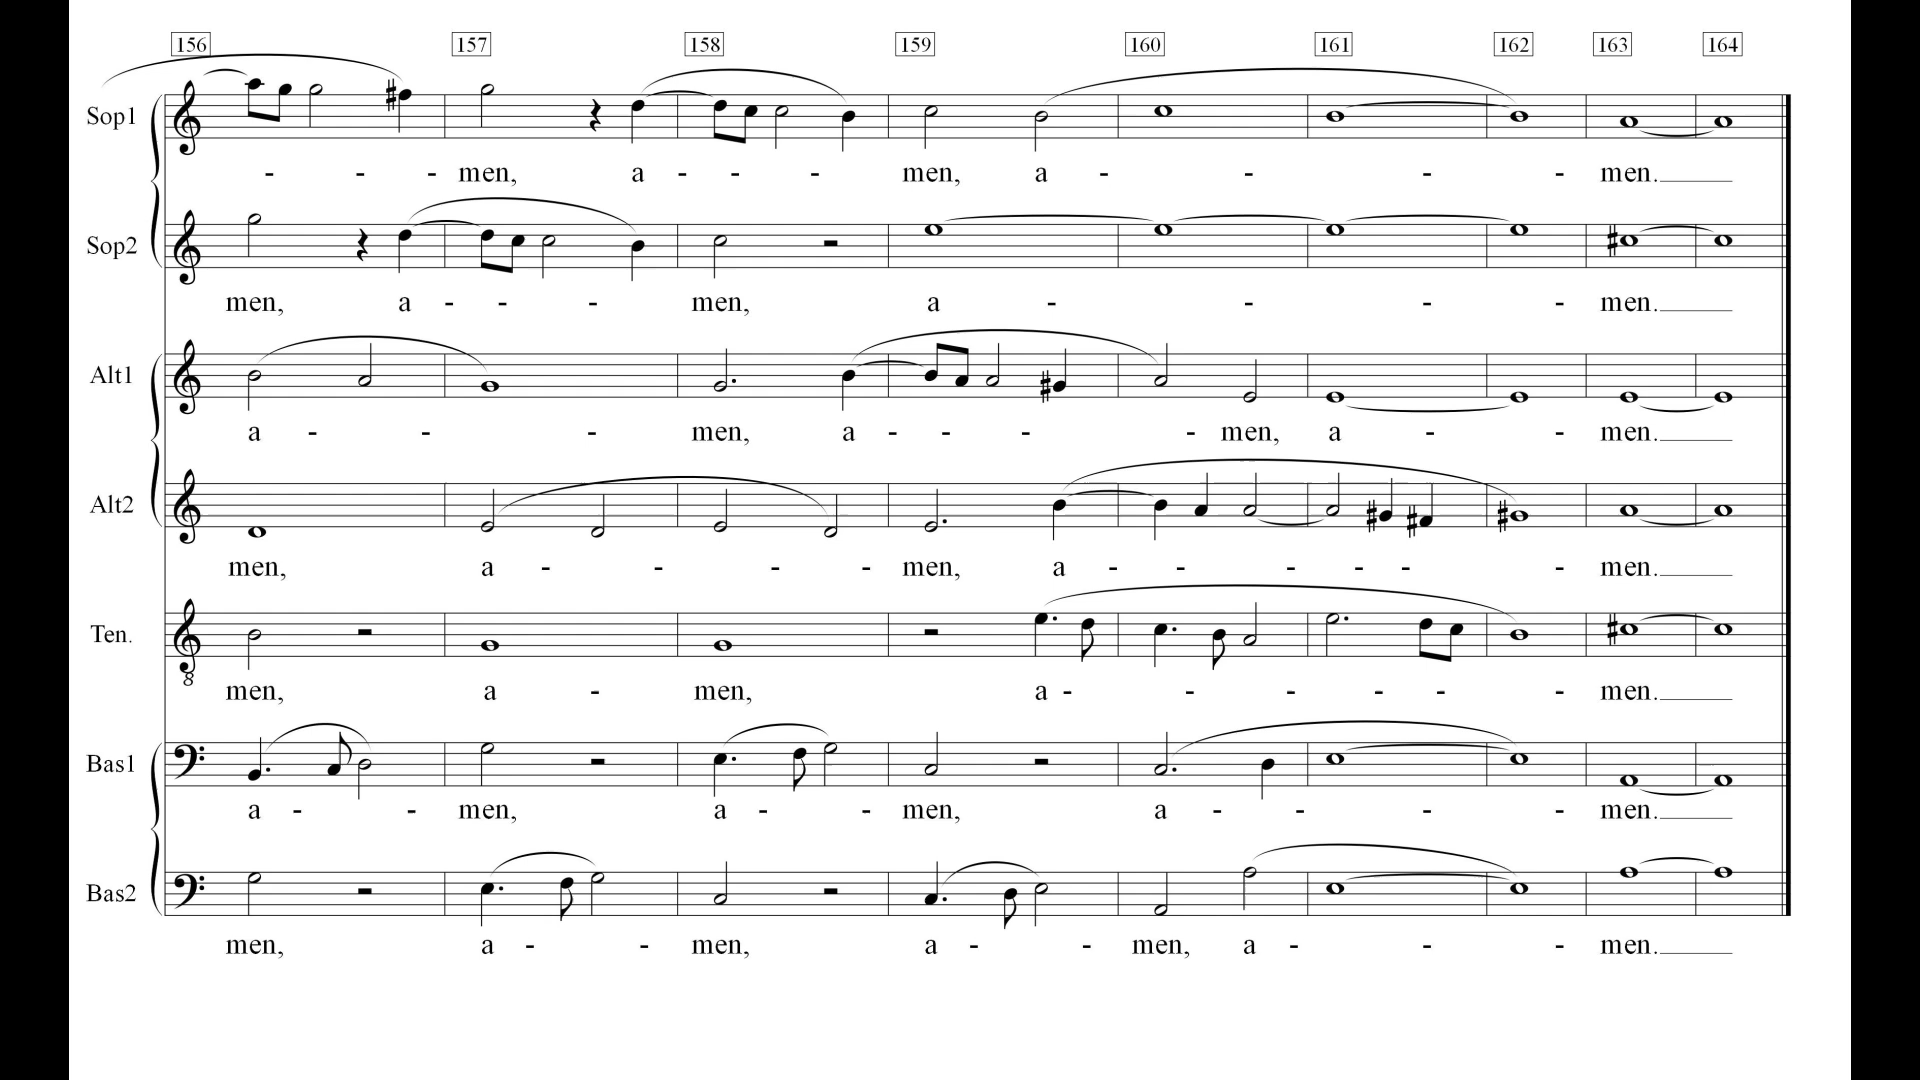 156 157 158 159 160 161 162 163 164
Sop1
- - - men, a - - - men, a - - - - men.
Sop2
men, a - - - men, a - - - - men.
Alt1
a - - - men, a - - - - men, a - - men.
Alt2
men, a - - - - men, a - - - - - - men.
8
Ten.
men, a - men, a - - - - - - men.
Bas1
a - - men, a - - men, a - - - - men.
Bas2
men, a - - men, a - - men, a - - - men.